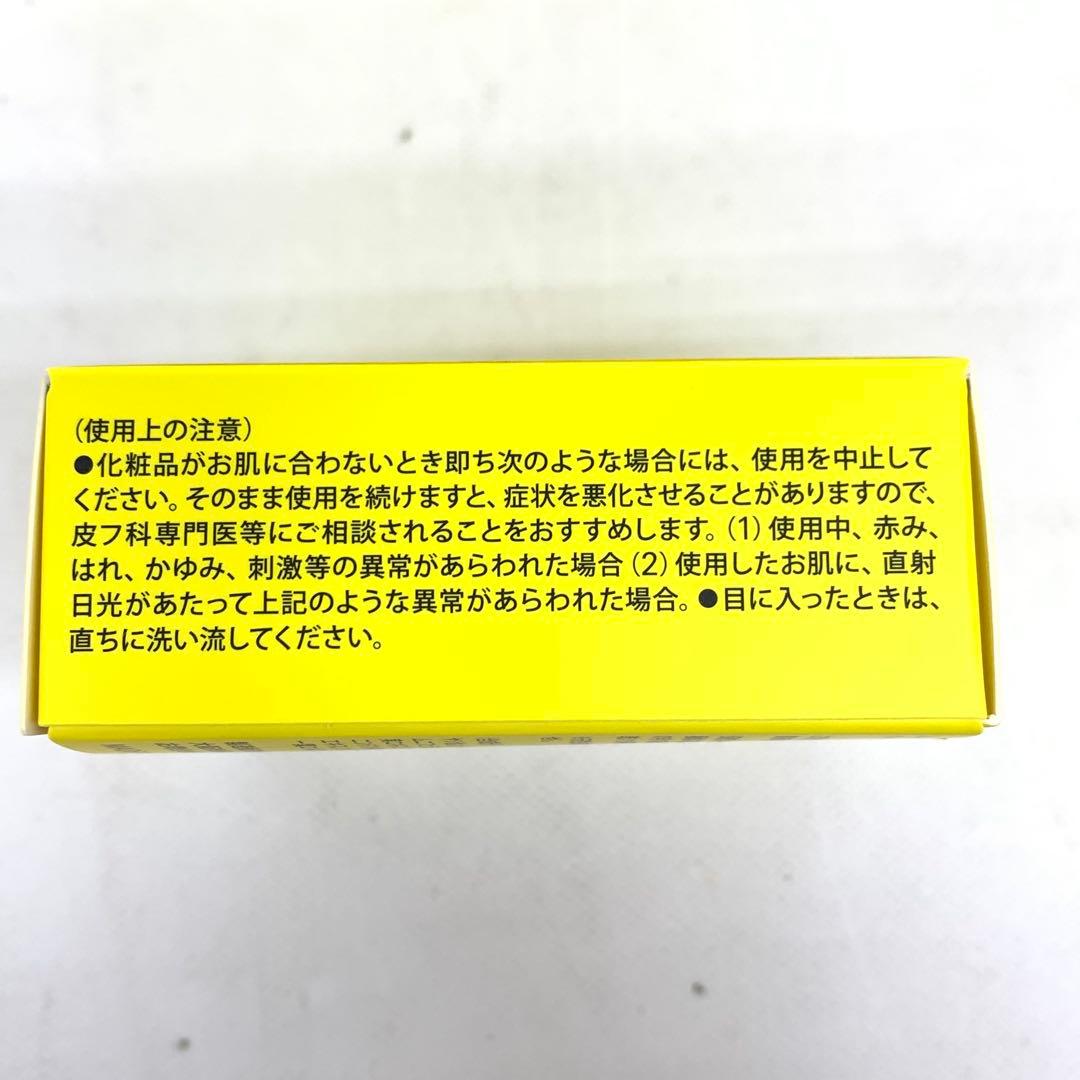 (使用上の注意)
●化粧品がお肌に合わないとき即ち次のような場合には、使用を中止して
ください。そのまま使用を続けますと、症状を悪化させることがありますので、
皮フ科専門医等にご相談されることをおすすめします。(1)使用中、赤み、
はれ、かゆみ、刺激等の異常があらわれた場合(2)使用したお肌に、直射
日光があたって上記のような異常があらわれた場合。●目に入ったときは、
直ちに洗い流してください。